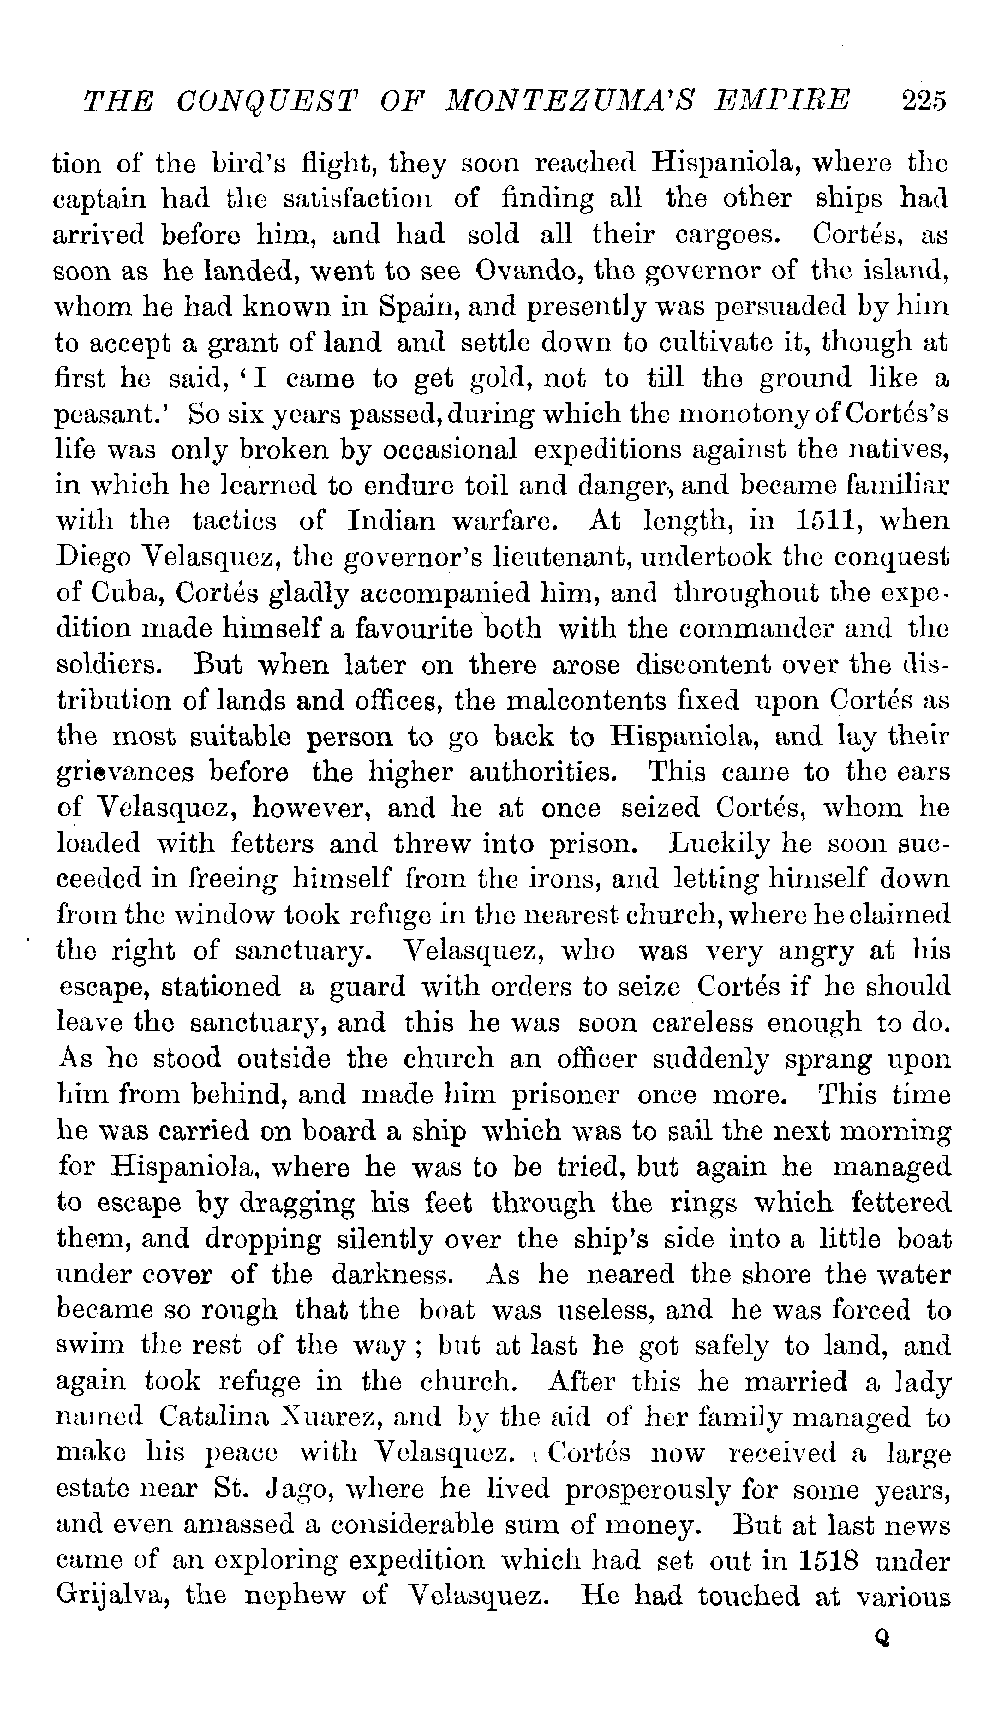 THE CONQUEST OF MONTEZUMA'S EMPIRE 225
tion of the bird's flight, they soon reached Hispaniola, where the
captain had the satisfaction of finding all the other ships had
arrived before him, and had sold all their cargoes. Cortés, as
soon as he landed, went to see Ovando, the governor of the island,
whom he had known in Spain, and presently was persuaded by him
to accept a grant of land and settle down to cultivate it, though at
first he said, ‘I came to get gold, not to till the ground like a
peasant.’ So six years passed, during which the monotony of Cortés's
life was only broken by occasional expeditions against the natives,
in which he learned to endure toil and danger, and became familiar
with the tactics of Indian warfare. At length, in 1511, when
Diego Velasquez, the governor's lieutenant, undertook the conquest
of Cuba, Cortés gladly accompanied him, and throughout the expe-
dition made himself a favourite both with the commander and the
soldiers. But when later on there arose discontent over the dis-
tribution of lands and offices, the malcontents fixed upon Cortés as
the most suitable person to go back to Hispaniola, and lay their
grievances before the higher authorities. This came to the ears
of Velasquez, however, and he at once seized Cortés, whom he
loaded with fetters and threw into prison. Luckily he soon suc-
ceeded in freeing himself from the irons, and letting himself down
from the window took refuge in the nearest church, where he claimed
the right of sanctuary. Velasquez, who was very angry at his
escape, stationed a guard with orders to seize Cortés if he should
leave the sanctuary, and this he was soon careless enough to do.
As he stood outside the church an officer suddenly sprang upon
him from behind, and made him prisoner once more. This time
he was carried on board a ship which was to sail the next morning
for Hispaniola, where he was to be tried, but again he managed
to escape by dragging his feet through the rings which fettered
them, and dropping silently over the ship's side into a little boat
under cover of the darkness. As he neared the shore the water
became so rough that the boat was useless, and he was forced to
swim the rest of the way; but at last he got safely to land, and
again took refuge in the church. After this he married a lady
named Catalina Xuarez, and by the aid of her family managed to
make his peace with Velasquez. Cortés now received a large
estate near St. Jago, where he lived prosperously for some years,
and even amassed a considerable sum of money. But at last news
came of an exploring expedition which had set out in 1518 under
Grijalva, the nephew of Velasquez. He had touched at various
Q